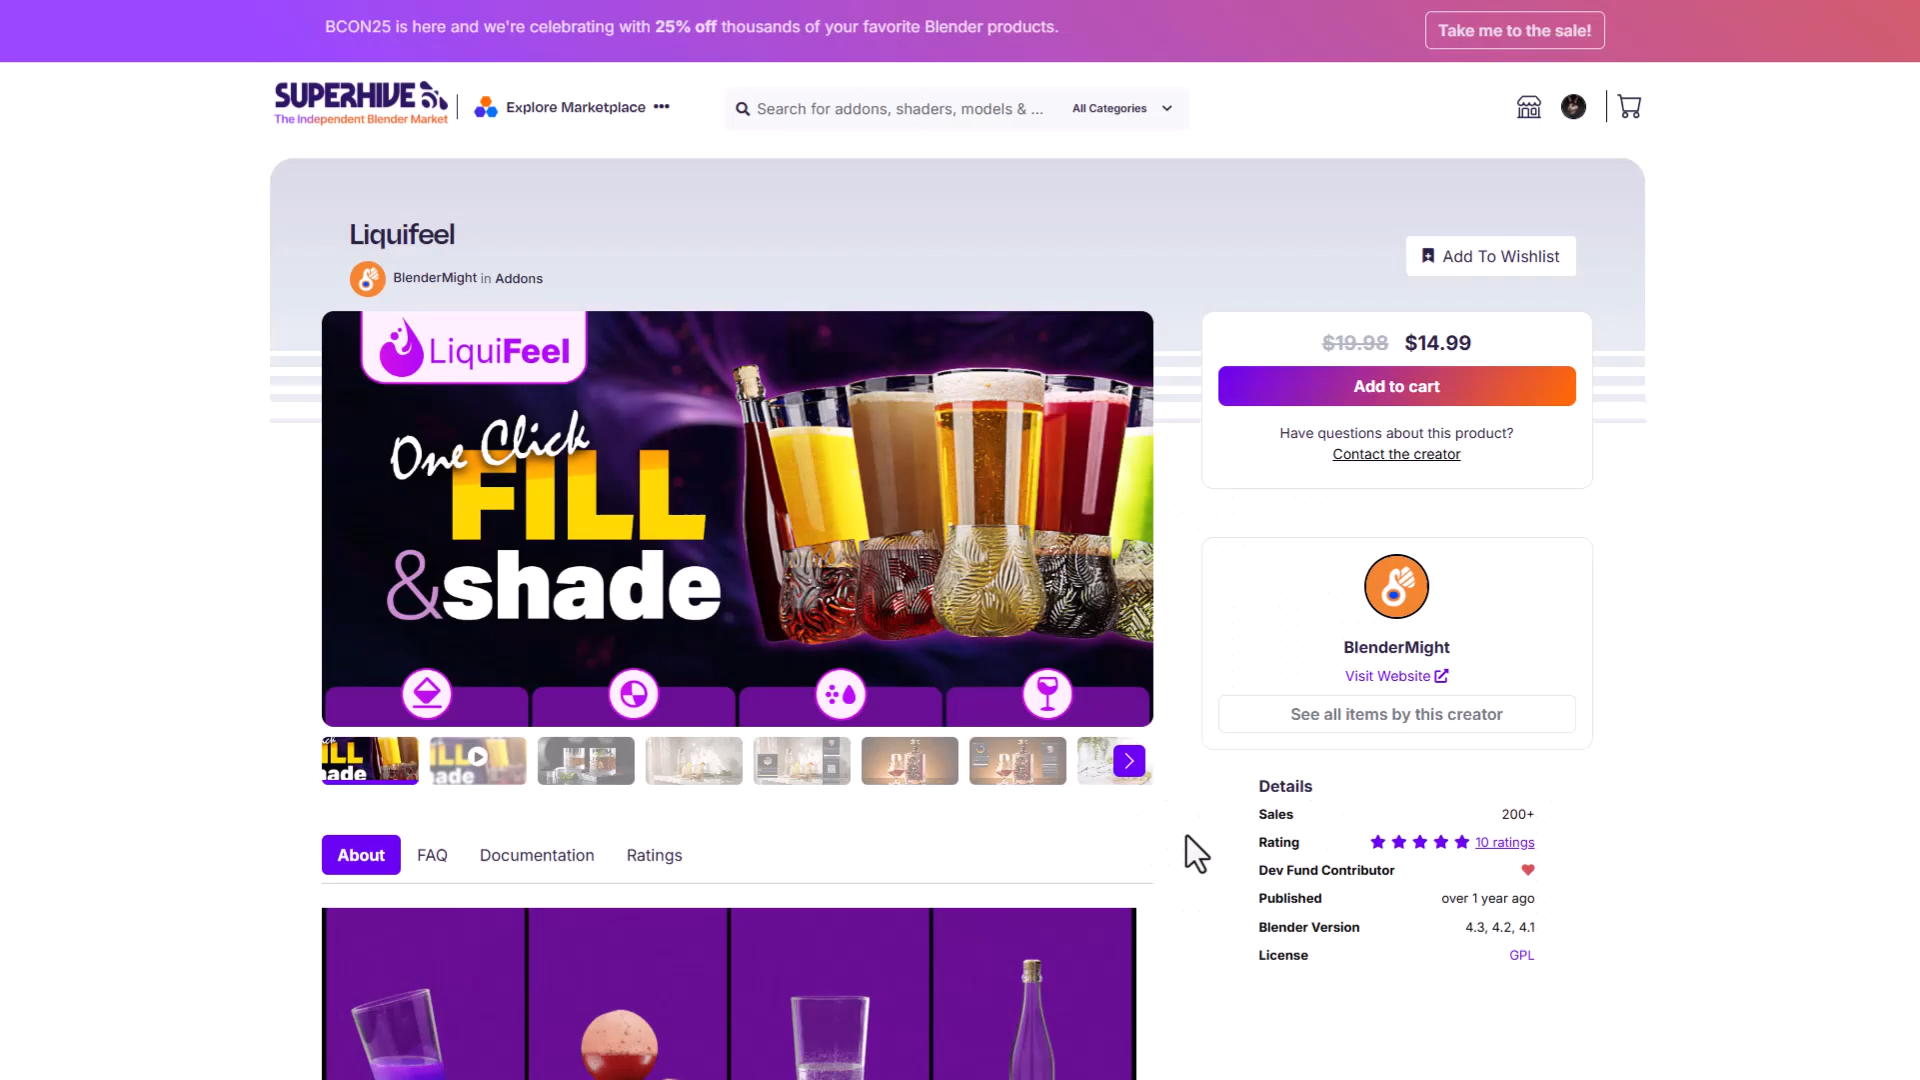 BCON25 is here and we're celebrating with 25% off thousands of your favorite Blender products.
Take me to the sale!
SUPERHIVE
The Independent Blender Market
Explore Marketplace •••
Search for addons, shaders, models & ...
All Categories
Liquifeel
BlenderMight in Addons
Add To Wishlist
LiquiFeel
One Click
FILL
&shade
$19.98 $14.99
Add to cart
Have questions about this product?
Contact the creator
BlenderMight
Visit Website
See all items by this creator
ILL
ade
ILL
ade
Details
Sales 200+
Rating 10 ratings
Dev Fund Contributor
Published over 1 year ago
Blender Version 4.3, 4.2, 4.1
License GPL
About
FAQ
Documentation
Ratings